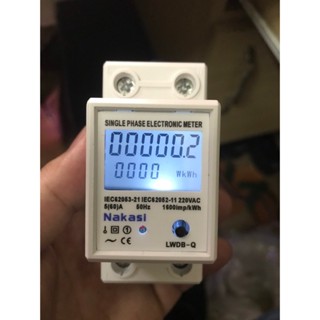 SINGLE PHASE ELECTRONIC METER
00000.2
0000 WkWh
IEC62053-21 IEC62052-11 220VAC
5(60)A 50Hz 1600imp/kWh
Nakasi
LWDB-Q